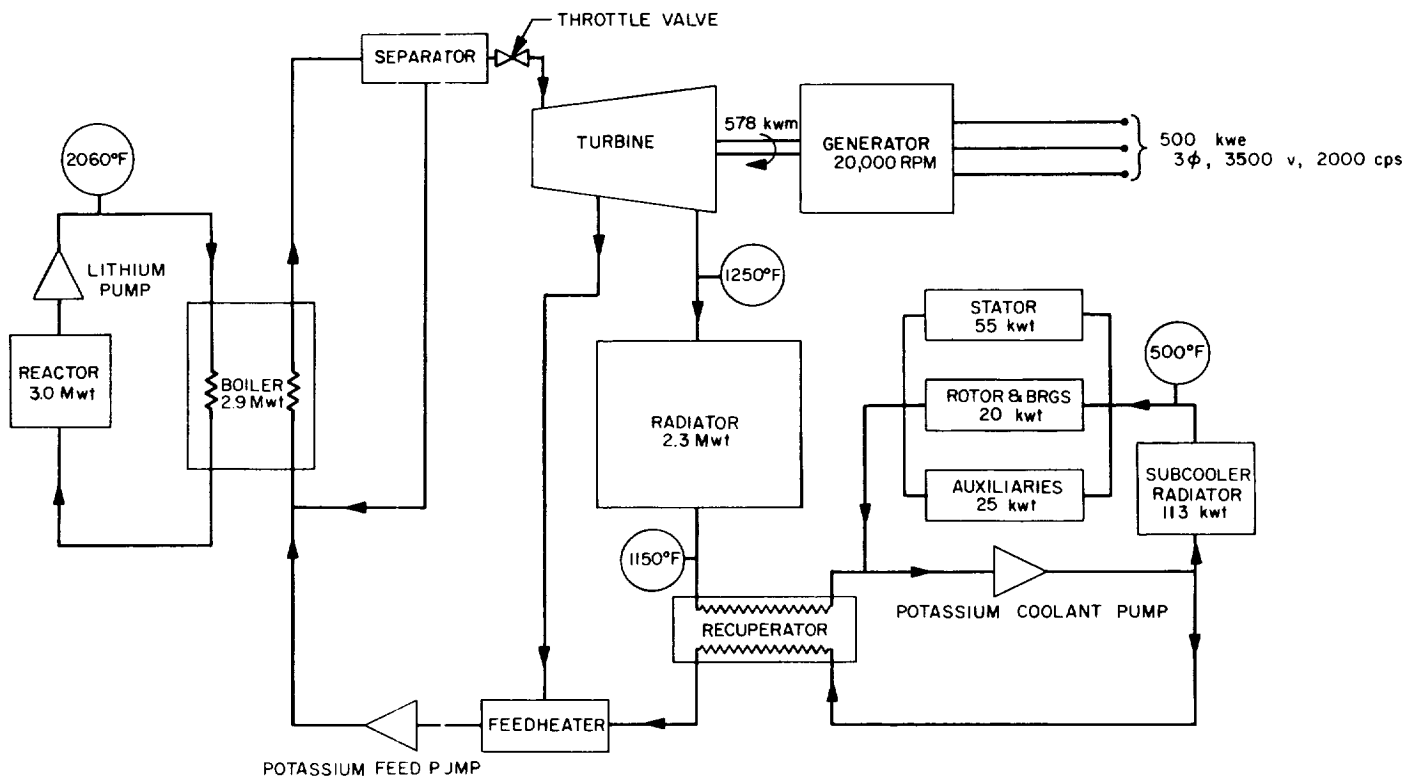 THROTTLE VALVE
SEPARATOR
2060°F
TURBINE
578 kwm
GENERATOR
20,000 RPM
500 kwe
3ϕ, 3500 v, 2000 cps
LITHIUM
PUMP
1250°F
STATOR
55 kwt
500°F
REACTOR
3.0 Mwt
BOILER
2.9 Mwt
RADIATOR
2.3 Mwt
ROTOR & BRGS
20 kwt
AUXILIARIES
25 kwt
SUBCOOLER
RADIATOR
113 kwt
1150°F
RECUPERATOR
POTASSIUM COOLANT PUMP
FEEDHEATER
POTASSIUM FEED PJMP